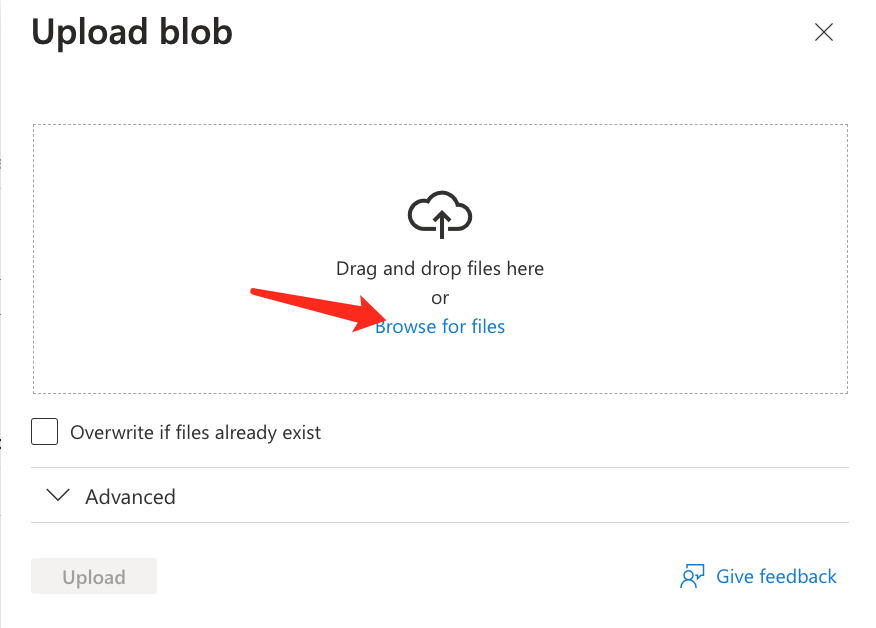 Upload blob
Drag and drop files here
or
Browse for files
Overwrite if files already exist
Advanced
Upload
Give feedback